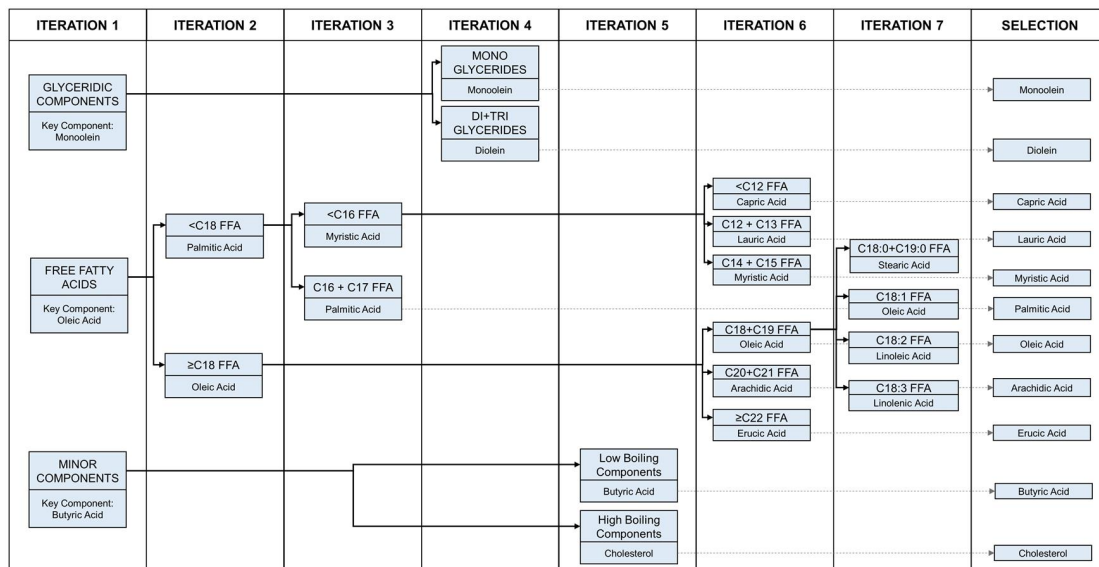 ITERATION 1
ITERATION 2
ITERATION 3
ITERATION 4
ITERATION 5
ITERATION 6
ITERATION 7
SELECTION
GLYCERIDIC
COMPONENTS
Key Component:
Monoolein
MONO
GLYCERIDES
Monoolein
DI+TRI
GLYCERIDES
Diolein
Monoolein
Diolein
FREE FATTY
ACIDS
Key Component:
Oleic Acid
<C18 FFA
Palmitic Acid
≥C18 FFA
Oleic Acid
<C16 FFA
Myristic Acid
C16 + C17 FFA
Palmitic Acid
<C12 FFA
Capric Acid
C12 + C13 FFA
Lauric Acid
C14 + C15 FFA
Myristic Acid
C18+C19 FFA
Oleic Acid
C20+C21 FFA
Arachidic Acid
≥C22 FFA
Erucic Acid
C18:0+C19:0 FFA
Stearic Acid
C18:1 FFA
Oleic Acid
C18:2 FFA
Linoleic Acid
C18:3 FFA
Linolenic Acid
Capric Acid
Lauric Acid
Myristic Acid
Palmitic Acid
Oleic Acid
Arachidic Acid
Erucic Acid
MINOR
COMPONENTS
Key Component:
Butyric Acid
Low Boiling
Components
Butyric Acid
High Boiling
Components
Cholesterol
Butyric Acid
Cholesterol